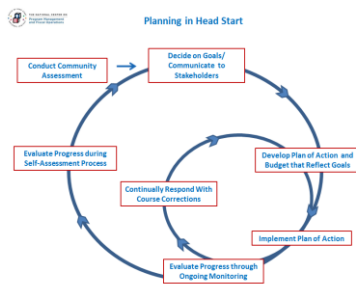 THE NATIONAL CENTER ON
Program Management
and Fiscal Operations
Planning in Head Start
Conduct Community
Assessment
Decide on Goals/
Communicate to
Stakeholders
Evaluate Progress during
Self-Assessment Process
Develop Plan of Action and
Budget that Reflect Goals
Continually Respond With
Course Corrections
Implement Plan of Action
Evaluate Progress through
Ongoing Monitoring